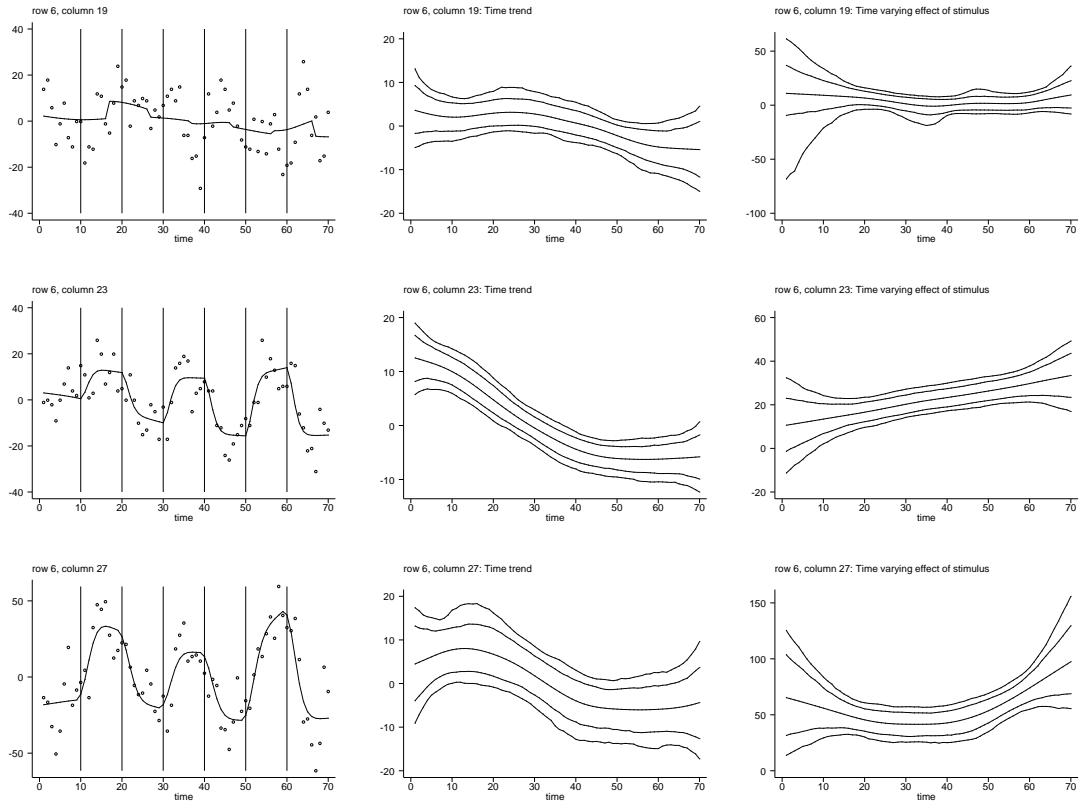 row 6, column 19
40
20
0
-20
-40
0 10 20 30 40 50 60 70
time
row 6, column 19: Time trend
20
10
0
-10
-20
0 10 20 30 40 50 60 70
time
row 6, column 19: Time varying effect of stimulus
50
0
-50
-100
0 10 20 30 40 50 60 70
time
row 6, column 23
40
20
0
-20
-40
0 10 20 30 40 50 60 70
time
row 6, column 23: Time trend
20
10
0
-10
0 10 20 30 40 50 60 70
time
row 6, column 23: Time varying effect of stimulus
60
40
20
0
-20
0 10 20 30 40 50 60 70
time
row 6, column 27
50
0
-50
0 10 20 30 40 50 60 70
time
row 6, column 27: Time trend
20
10
0
-10
-20
0 10 20 30 40 50 60 70
time
row 6, column 27: Time varying effect of stimulus
150
100
50
0
0 10 20 30 40 50 60 70
time